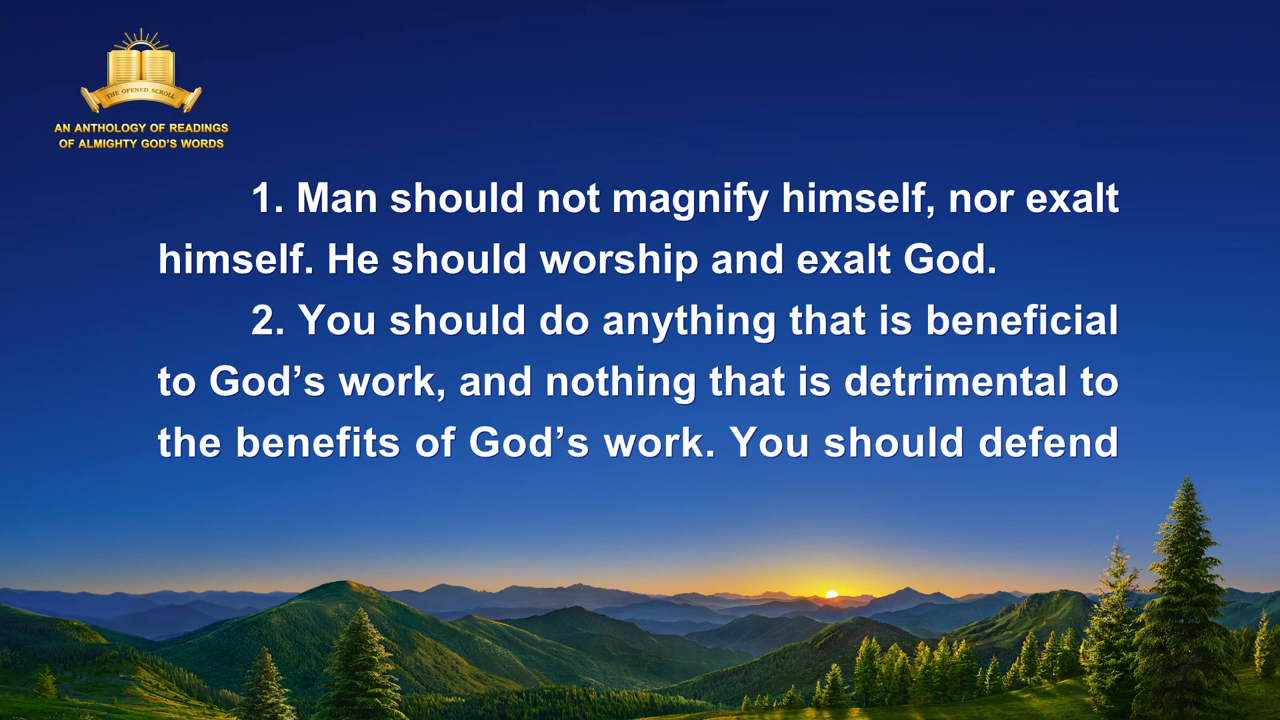 THE OPENED SCROLL
AN ANTHOLOGY OF READINGS
OF ALMIGHTY GOD'S WORDS
1. Man should not magnify himself, nor exalt
himself. He should worship and exalt God.
2. You should do anything that is beneficial
to God’s work, and nothing that is detrimental to
the benefits of God’s work. You should defend